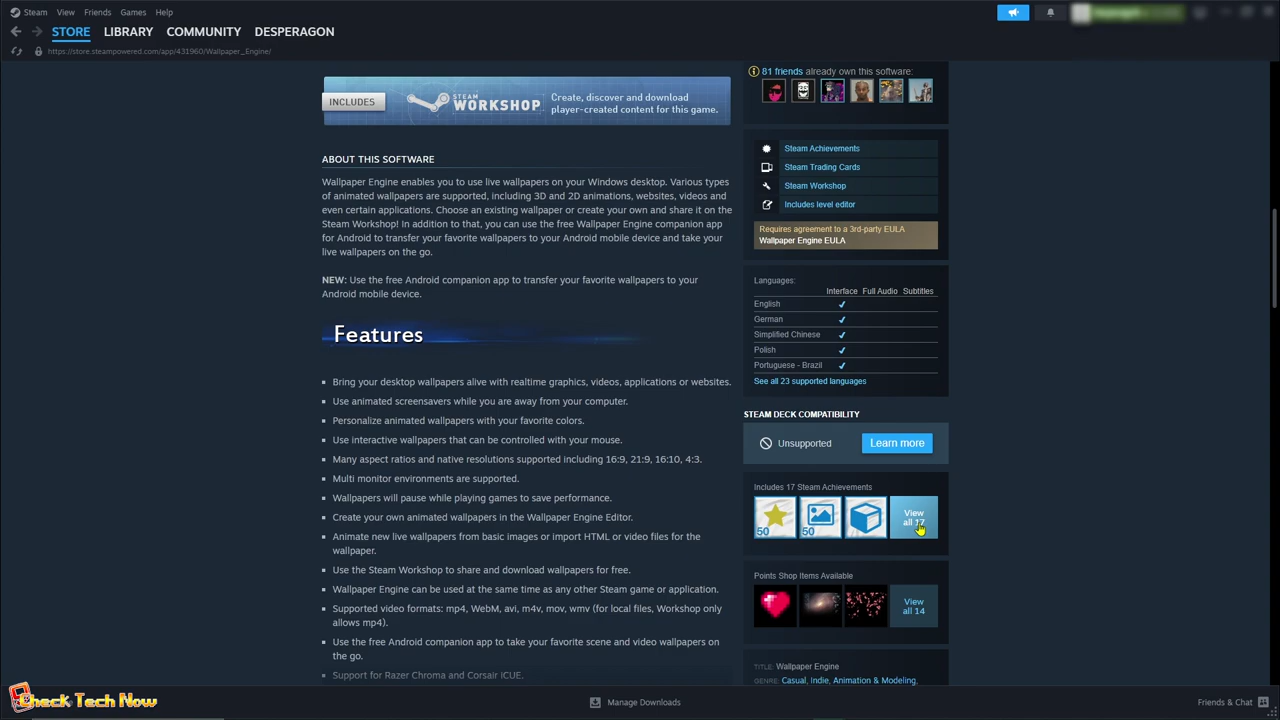 Steam View Friends Games Help
STORE LIBRARY COMMUNITY DESPERAGON
https://store.steampowered.com/app/431960/Wallpaper_Engine/
INCLUDES
STEAM WORKSHOP
Create, discover and download
player-created content for this game.
ABOUT THIS SOFTWARE
Wallpaper Engine enables you to use live wallpapers on your Windows desktop. Various types
of animated wallpapers are supported, including 3D and 2D animations, websites, videos and
even certain applications. Choose an existing wallpaper or create your own and share it on the
Steam Workshop! In addition to that, you can use the free Wallpaper Engine companion app
for Android to transfer your favorite wallpapers to your Android mobile device and take your
live wallpapers on the go.
NEW: Use the free Android companion app to transfer your favorite wallpapers to your
Android mobile device.
Features
Bring your desktop wallpapers alive with realtime graphics, videos, applications or websites.
Use animated screensavers while you are away from your computer.
Personalize animated wallpapers with your favorite colors.
Use interactive wallpapers that can be controlled with your mouse.
Many aspect ratios and native resolutions supported including 16:9, 21:9, 16:10, 4:3.
Multi monitor environments are supported.
Wallpapers will pause while playing games to save performance.
Create your own animated wallpapers in the Wallpaper Engine Editor.
Animate new live wallpapers from basic images or import HTML or video files for the
wallpaper.
Use the Steam Workshop to share and download wallpapers for free.
Wallpaper Engine can be used at the same time as any other Steam game or application.
Supported video formats: mp4, WebM, avi, m4v, mov, wmv (for local files, Workshop only
allows mp4).
Use the free Android companion app to take your favorite scene and video wallpapers on
the go.
Support for Razer Chroma and Corsair iCUE.
81 friends already own this software:
Steam Achievements
Steam Trading Cards
Steam Workshop
Includes level editor
Requires agreement to a 3rd-party EULA
Wallpaper Engine EULA
Languages:
Interface Full Audio Subtitles
English ✔
German ✔
Simplified Chinese ✔
Polish ✔
Portuguese - Brazil ✔
See all 23 supported languages
STEAM DECK COMPATIBILITY
Unsupported Learn more
Includes 17 Steam Achievements
50 50
View
all 17
Points Shop Items Available
View
all 14
TITLE: Wallpaper Engine
GENRE: Casual, Indie, Animation & Modeling,
Check Tech Now
Manage Downloads
Friends & Chat